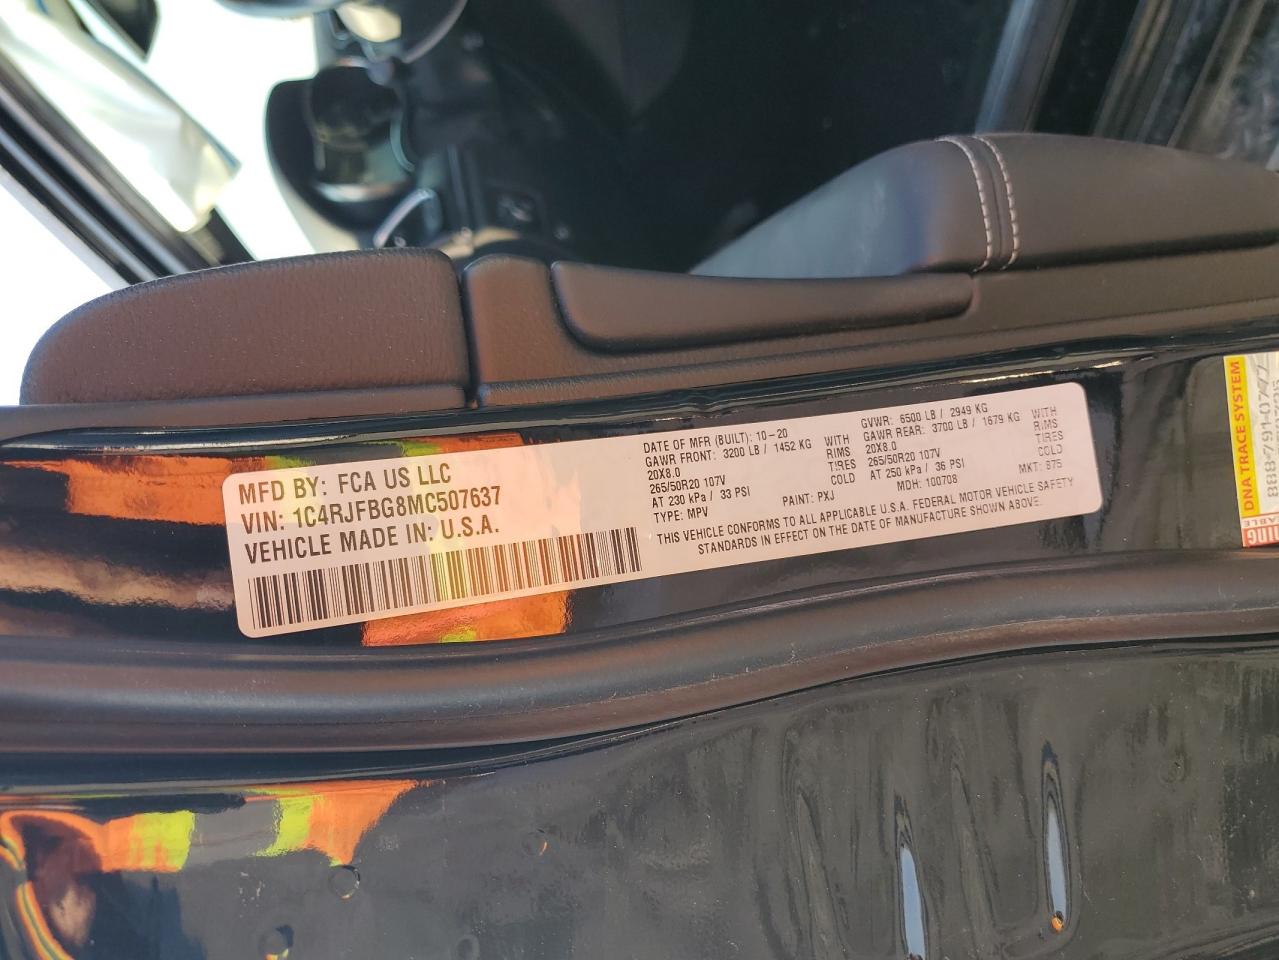 MFD BY: FCA US LLC
VIN: 1C4RJFBG8MC507637
VEHICLE MADE IN: U.S.A.
DATE OF MFR (BUILT): 10-20
GAWR FRONT: 3200 LB / 1452 KG WITH
20X8.0 RIMS
265/50R20 107V TIRES
AT 230 kPa / 33 PSI COLD
TYPE: MPV PAINT: PXJ
GVWR: 6500 LB / 2949 KG
GAWR REAR: 3700 LB / 1679 KG WITH
20X8.0 RIMS
265/50R20 107V TIRES
AT 250 kPa / 36 PSI COLD
MDH: 100708 MKT: 875
THIS VEHICLE CONFORMS TO ALL APPLICABLE U.S.A. FEDERAL MOTOR VEHICLE SAFETY
STANDARDS IN EFFECT ON THE DATE OF MANUFACTURE SHOWN ABOVE.
DNA TRACE SYSTEM